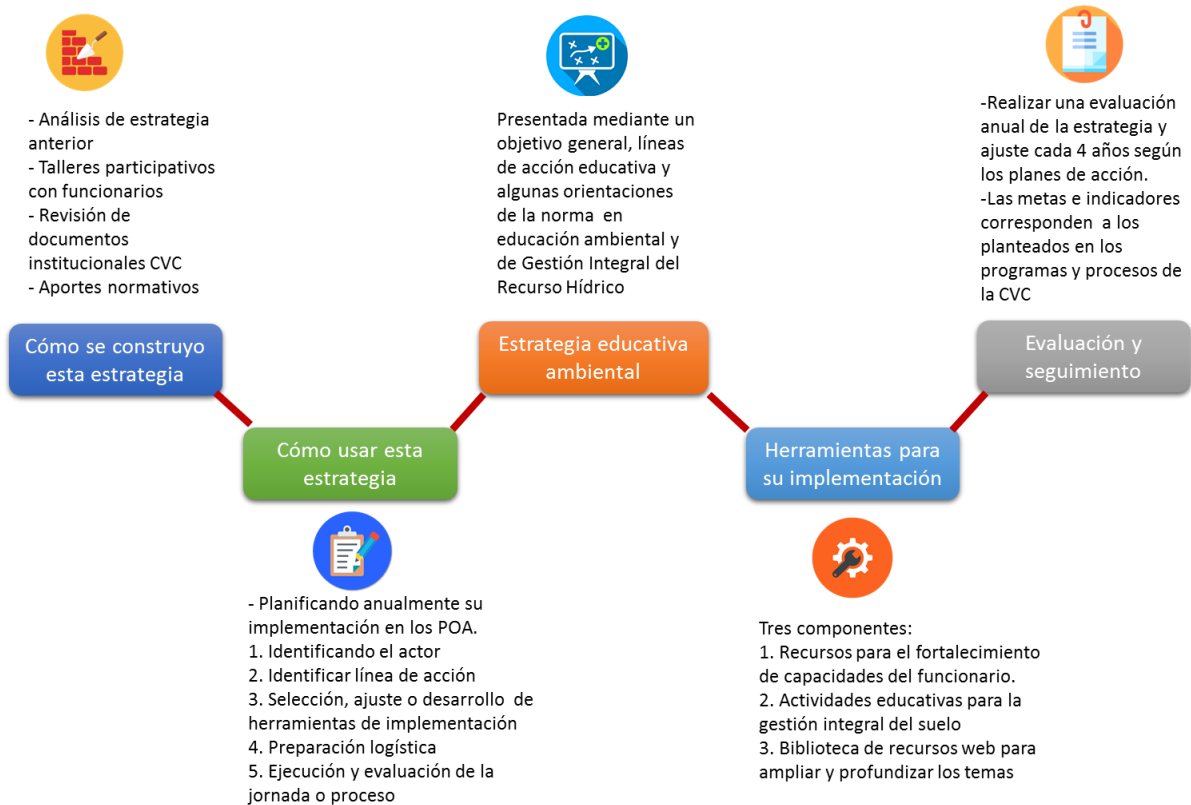 - Análisis de estrategia
anterior
- Talleres participativos
con funcionarios
- Revisión de
documentos
institucionales CVC
- Aportes normativos
Cómo se construyo
esta estrategia
Cómo usar esta
estrategia
- Planificando anualmente su
implementación en los POA.
1. Identificando el actor
2. Identificar línea de acción
3. Selección, ajuste o desarrollo de
herramientas de implementación
4. Preparación logística
5. Ejecución y evaluación de la
jornada o proceso
Presentada mediante un
objetivo general, líneas
de acción educativa y
algunas orientaciones
de la norma en
educación ambiental y
de Gestión Integral del
Recurso Hídrico
Estrategia educativa
ambiental
Herramientas para
su implementación
Tres componentes:
1. Recursos para el fortalecimiento
de capacidades del funcionario.
2. Actividades educativas para la
gestión integral del suelo
3. Biblioteca de recursos web para
ampliar y profundizar los temas
-Realizar una evaluación
anual de la estrategia y
ajuste cada 4 años según
los planes de acción.
-Las metas e indicadores
corresponden a los
planteados en los
programas y procesos de
la CVC
Evaluación y
seguimiento